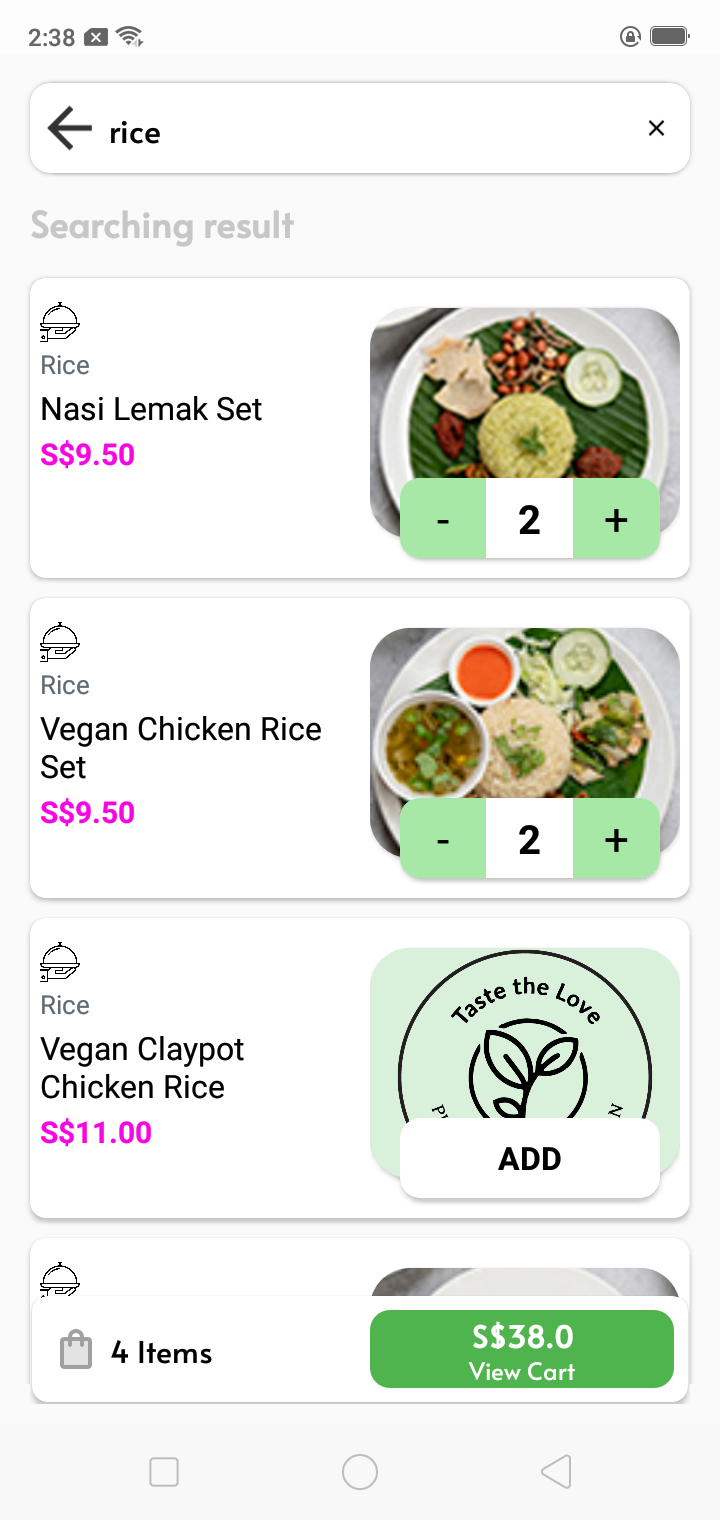 2:38
rice
Searching result
Rice
Nasi Lemak Set
S$9.50
- 2 +
Rice
Vegan Chicken Rice
Set
S$9.50
- 2 +
Taste the Love
Rice
Vegan Claypot
Chicken Rice
S$11.00
ADD
4 Items
S$38.0
View Cart